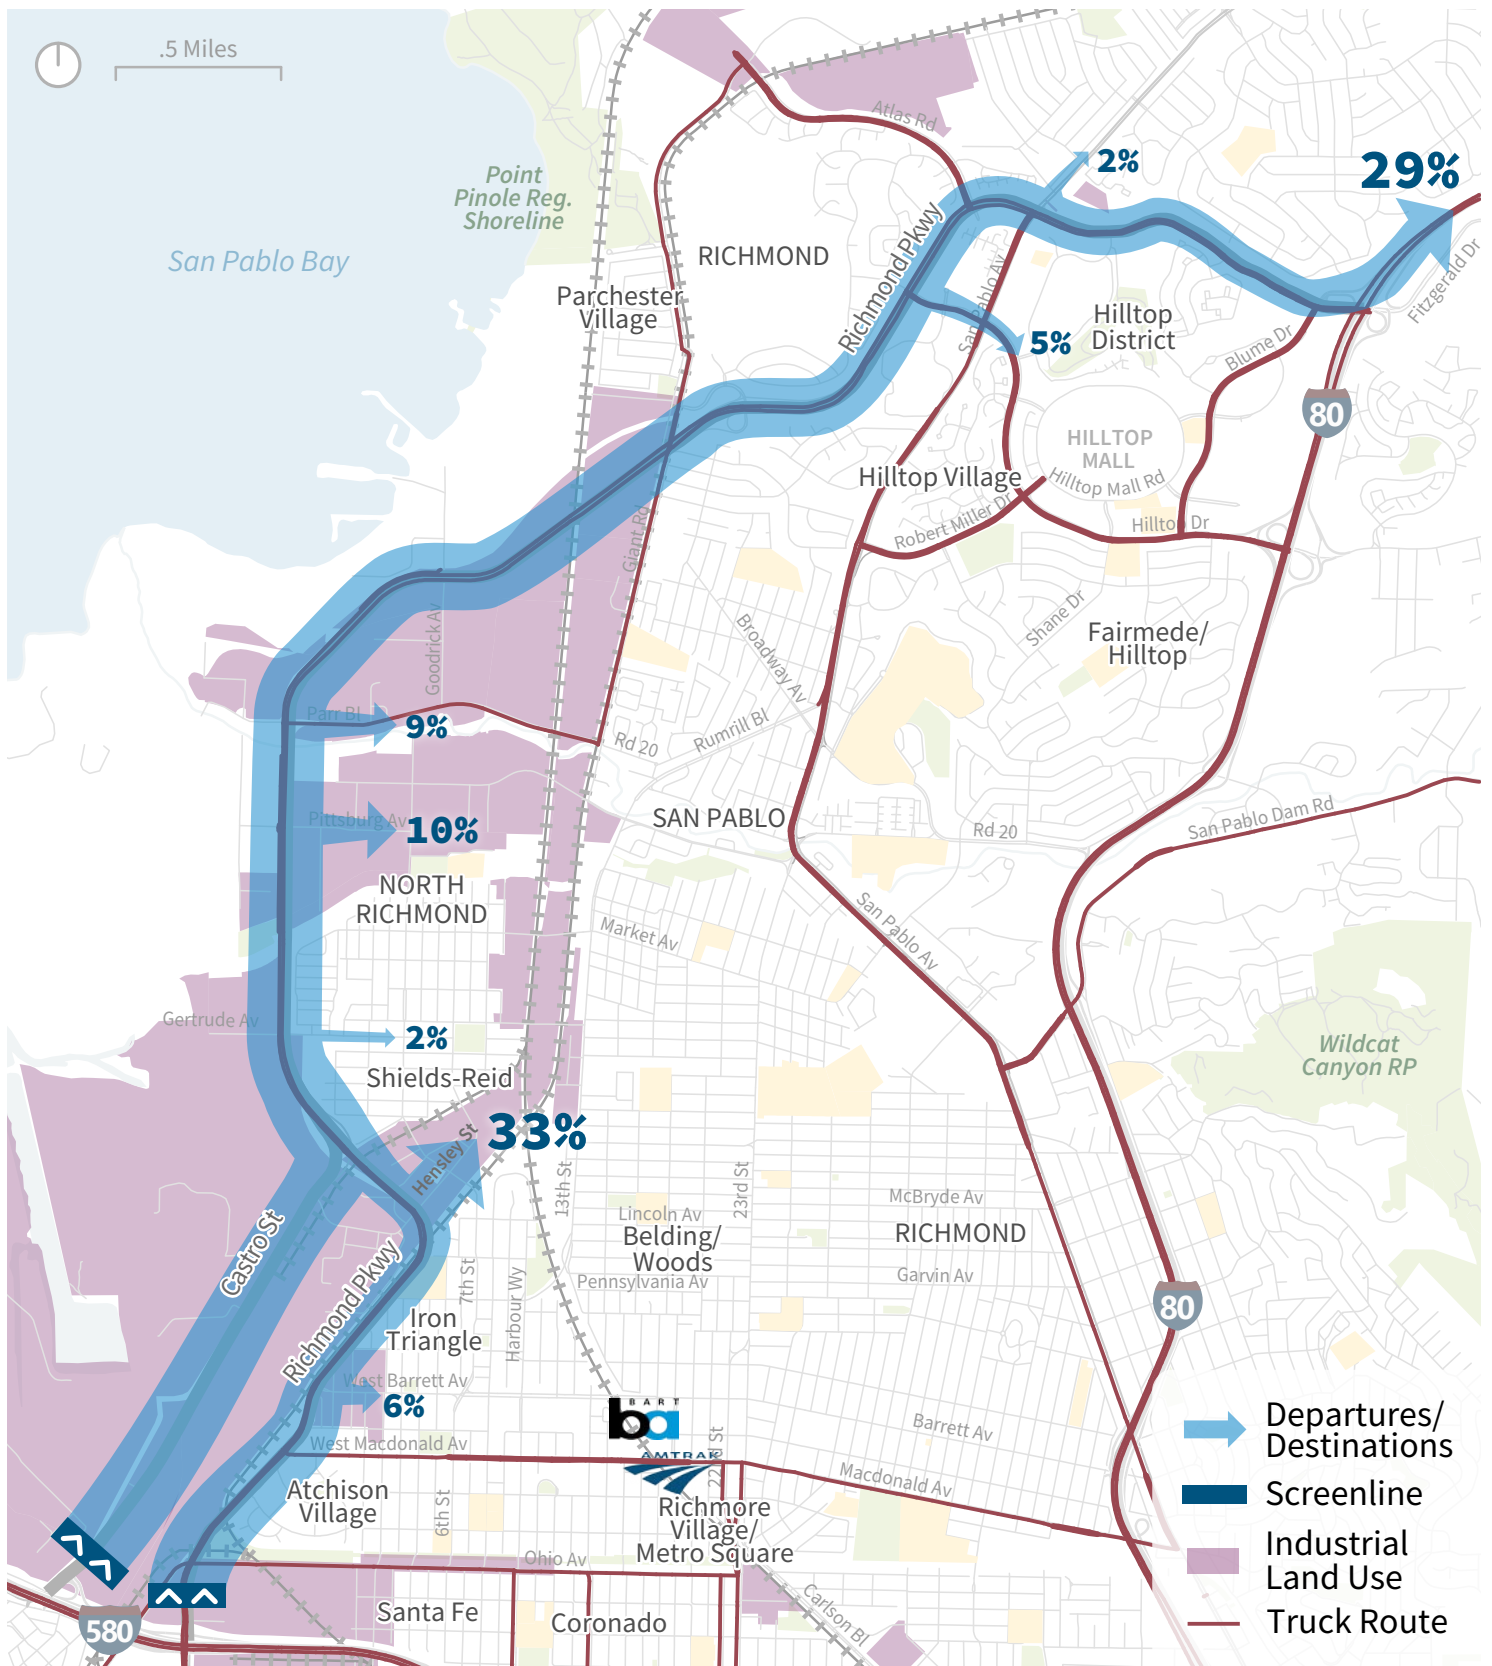 .5 Miles
Atlas Rd
2%
29%
Point
Pinole Reg.
Shoreline
San Pablo Bay
RICHMOND
Richmond Pkwy
San Pablo Av
Fitzgerald Dr
Parchester
Village
Hilltop
District
5%
Blume Dr
80
HILLTOP
MALL
Hilltop Mall Rd
Hilltop Village
Robert Miller Dr
Hilltop Dr
Giant Rd
Goodrick Av
Broadway Av
Shane Dr
Fairmede/
Hilltop
Parr Bl
9%
Rd 20
Rumrill Bl
Pittsburg Av
10%
SAN PABLO
Rd 20
San Pablo Dam Rd
NORTH
RICHMOND
Market Av
San Pablo Av
Gertrude Av
2%
Shields-Reid
Wildcat
Canyon RP
33%
Hensley St
13th St
23rd St
McBryde Av
Lincoln Av
Belding/
Woods
RICHMOND
Castro St
Richmond Pkwy
Pennsylvania Av
Garvin Av
7th St
Harbour Wy
Iron
Triangle
80
West Barrett Av
6%
BART
ba
Barrett Av
West Macdonald Av
AMTRAK
22nd St
Macdonald Av
Atchison
Village
6th St
Richmore
Village/
Metro Square
Ohio Av
Santa Fe
Coronado
Carlson Bl
580
Departures/
Destinations
Screenline
Industrial
Land Use
Truck Route